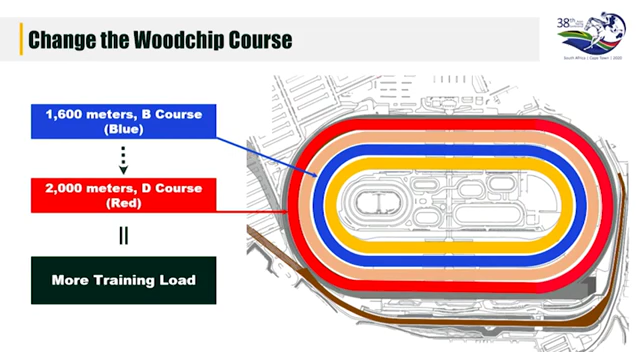 Change the Woodchip Course
38th
South Africa | Cape Town | 2020
1,600 meters, B Course
(Blue)
2,000 meters, D Course
(Red)
More Training Load